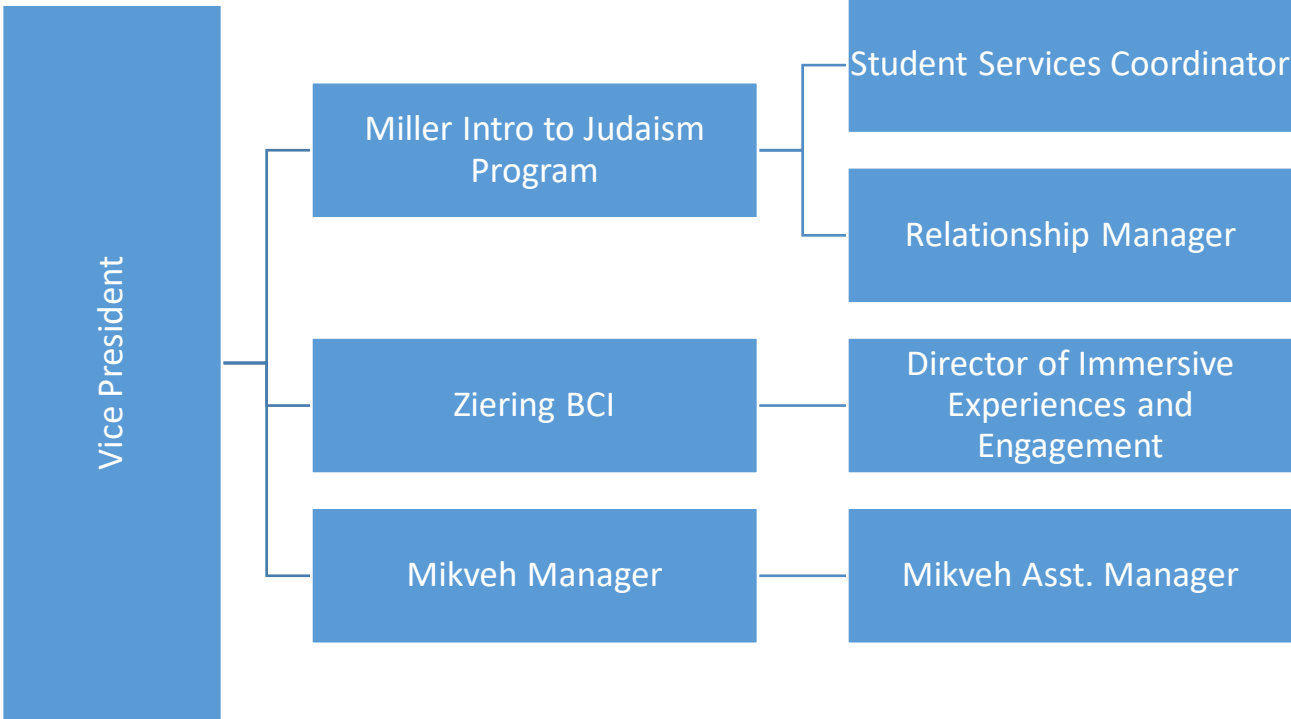 Vice President
Miller Intro to Judaism
Program
Student Services Coordinator
Relationship Manager
Ziering BCI
Director of Immersive
Experiences and
Engagement
Mikveh Manager
Mikveh Asst. Manager